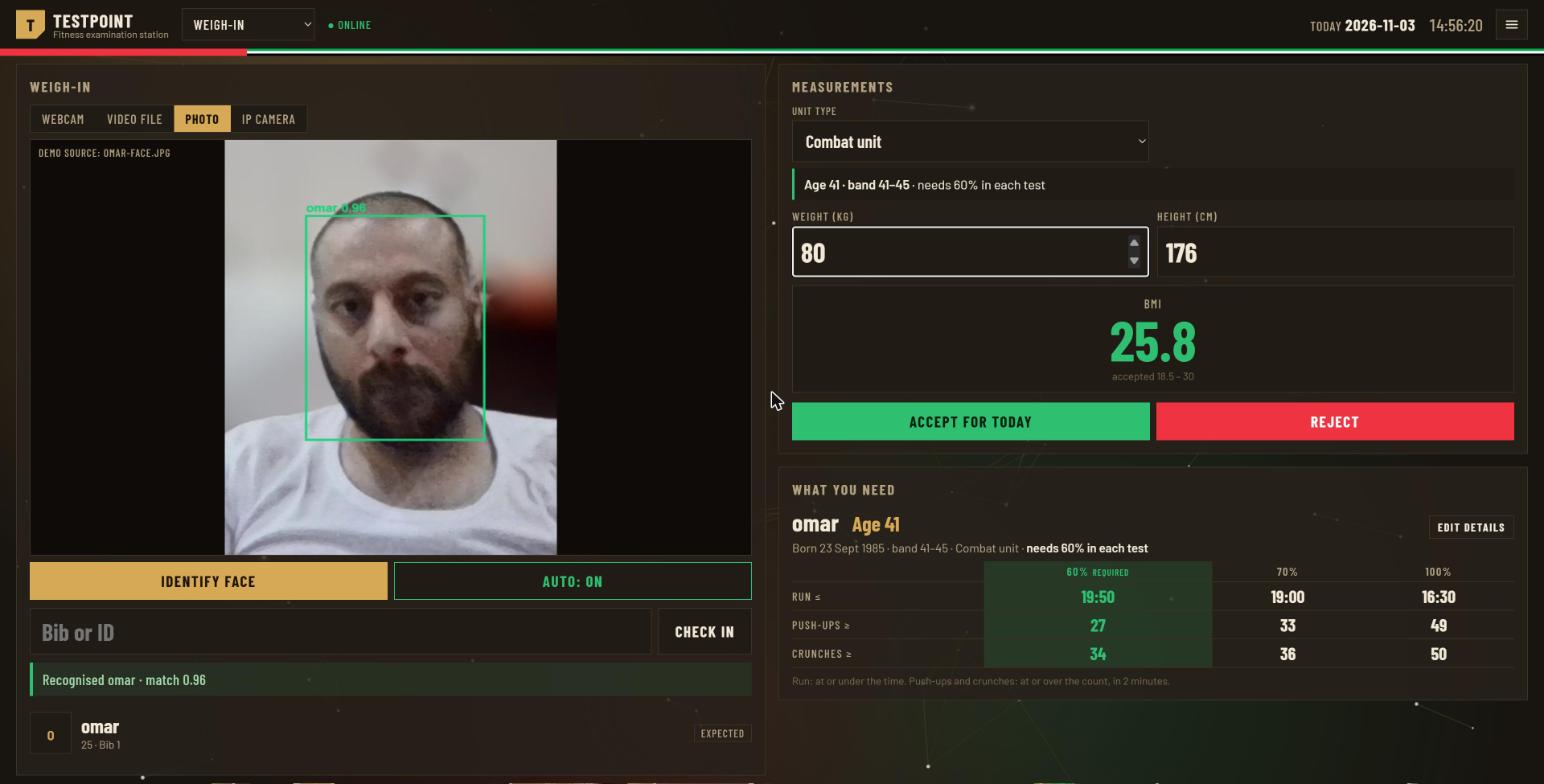 T
TESTPOINT
Fitness examination station
WEIGH-IN
ONLINE
TODAY 2026-11-03 14:56:20
WEIGH-IN
WEBCAM VIDEO FILE PHOTO IP CAMERA
DEMO SOURCE: OMAR-FACE.JPG
omar 0.96
IDENTIFY FACE
AUTO: ON
Bib or ID
CHECK IN
Recognised omar · match 0.96
O
omar
25 · Bib 1
EXPECTED
MEASUREMENTS
UNIT TYPE
Combat unit
Age 41 · band 41–45 · needs 60% in each test
WEIGHT (KG) HEIGHT (CM)
80 176
BMI
25.8
accepted 18.5 – 30
ACCEPT FOR TODAY REJECT
WHAT YOU NEED
omar Age 41
EDIT DETAILS
Born 23 Sept 1985 · band 41–45 · Combat unit · needs 60% in each test
60% REQUIRED 70% 100%
RUN ≤ 19:50 19:00 16:30
PUSH-UPS ≥ 27 33 49
CRUNCHES ≥ 34 36 50
Run: at or under the time. Push-ups and crunches: at or over the count, in 2 minutes.